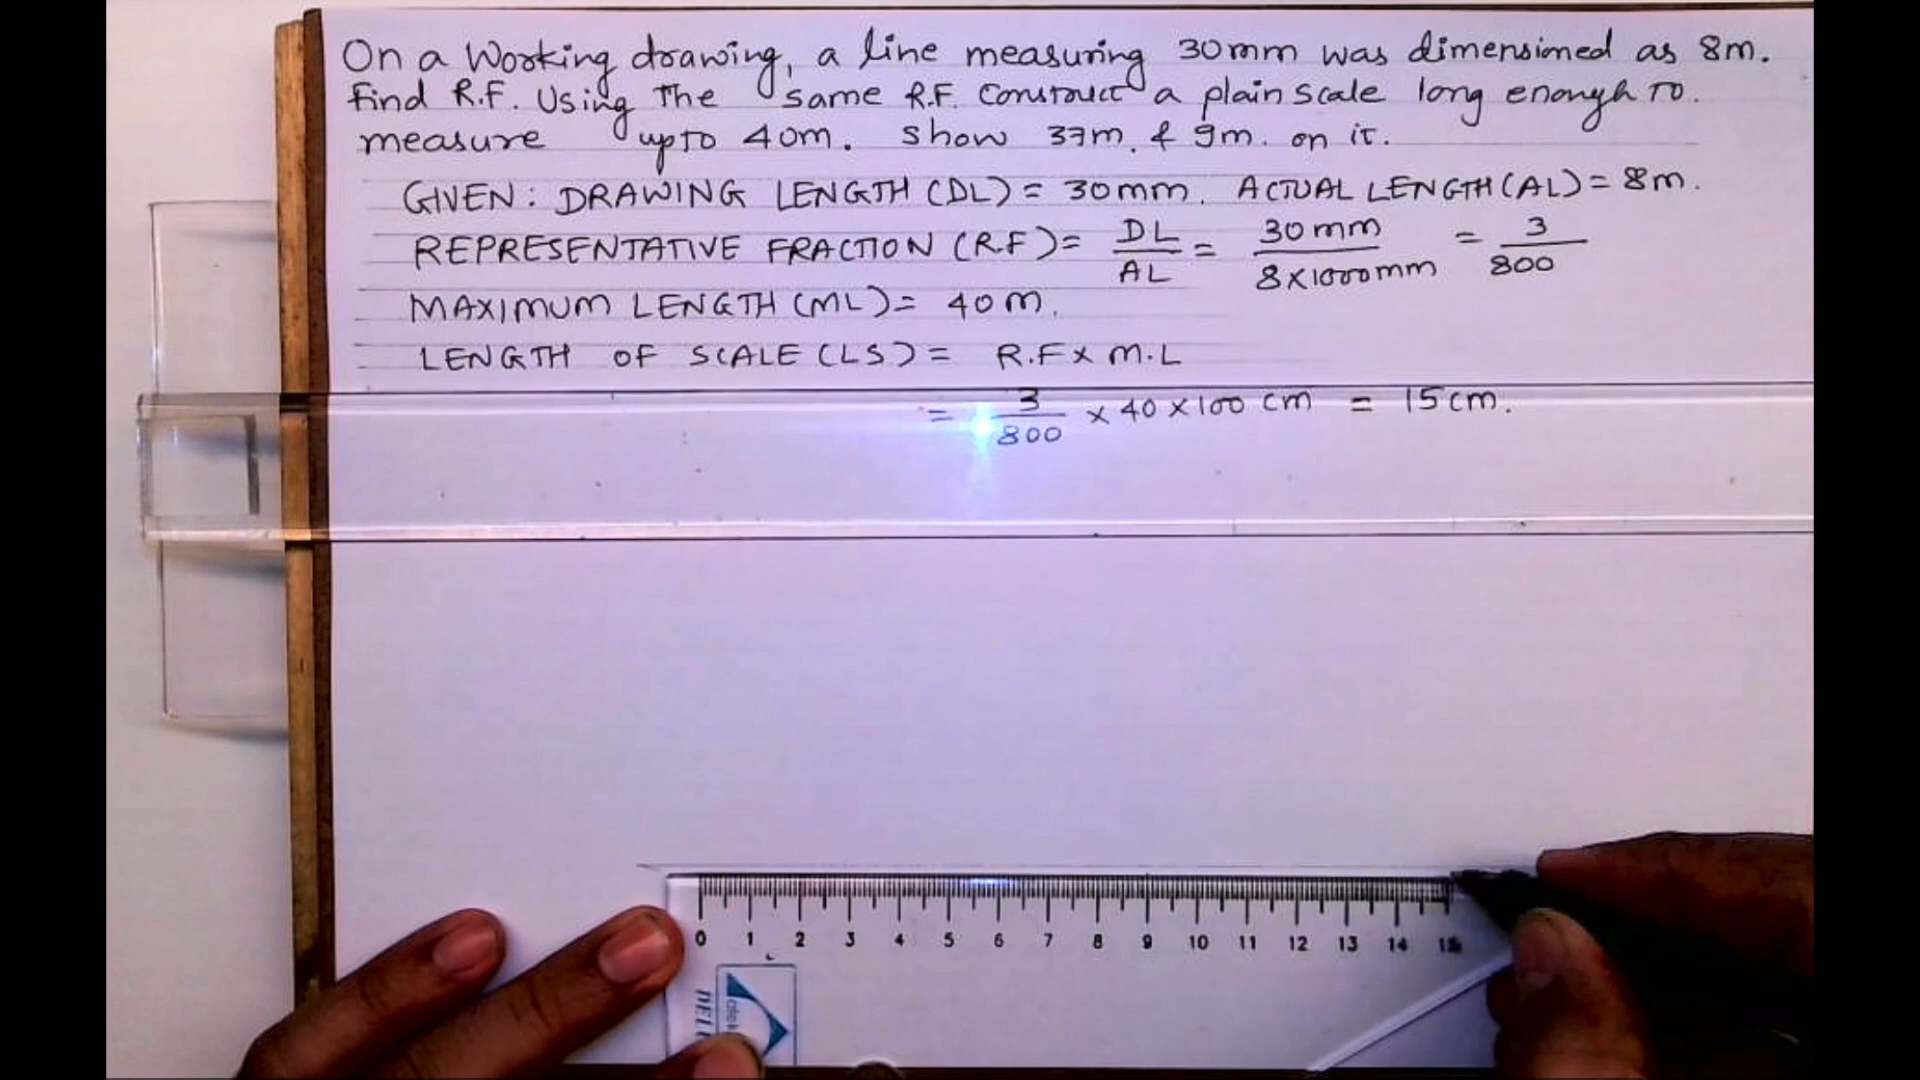 On a Working drawing, a line measuring 30mm was dimensioned as 8m.
find R.F. Using The same R.F. Construct a plain scale long enough To.
measure upTo 40m. Show 37m. & 9m. on it.
GIVEN: DRAWING LENGTH (DL) = 30mm. ACTUAL LENGTH (AL) = 8m.
REPRESENTATIVE FRACTION (R.F) = DL/AL = 30mm/8x1000mm = 3/800
MAXIMUM LENGTH (ML) = 40m.
LENGTH OF SCALE (LS) = R.F x M.L
= 3/800 x 40 x 100 cm = 15cm.
0 1 2 3 4 5 6 7 8 9 10 11 12 13 14 15